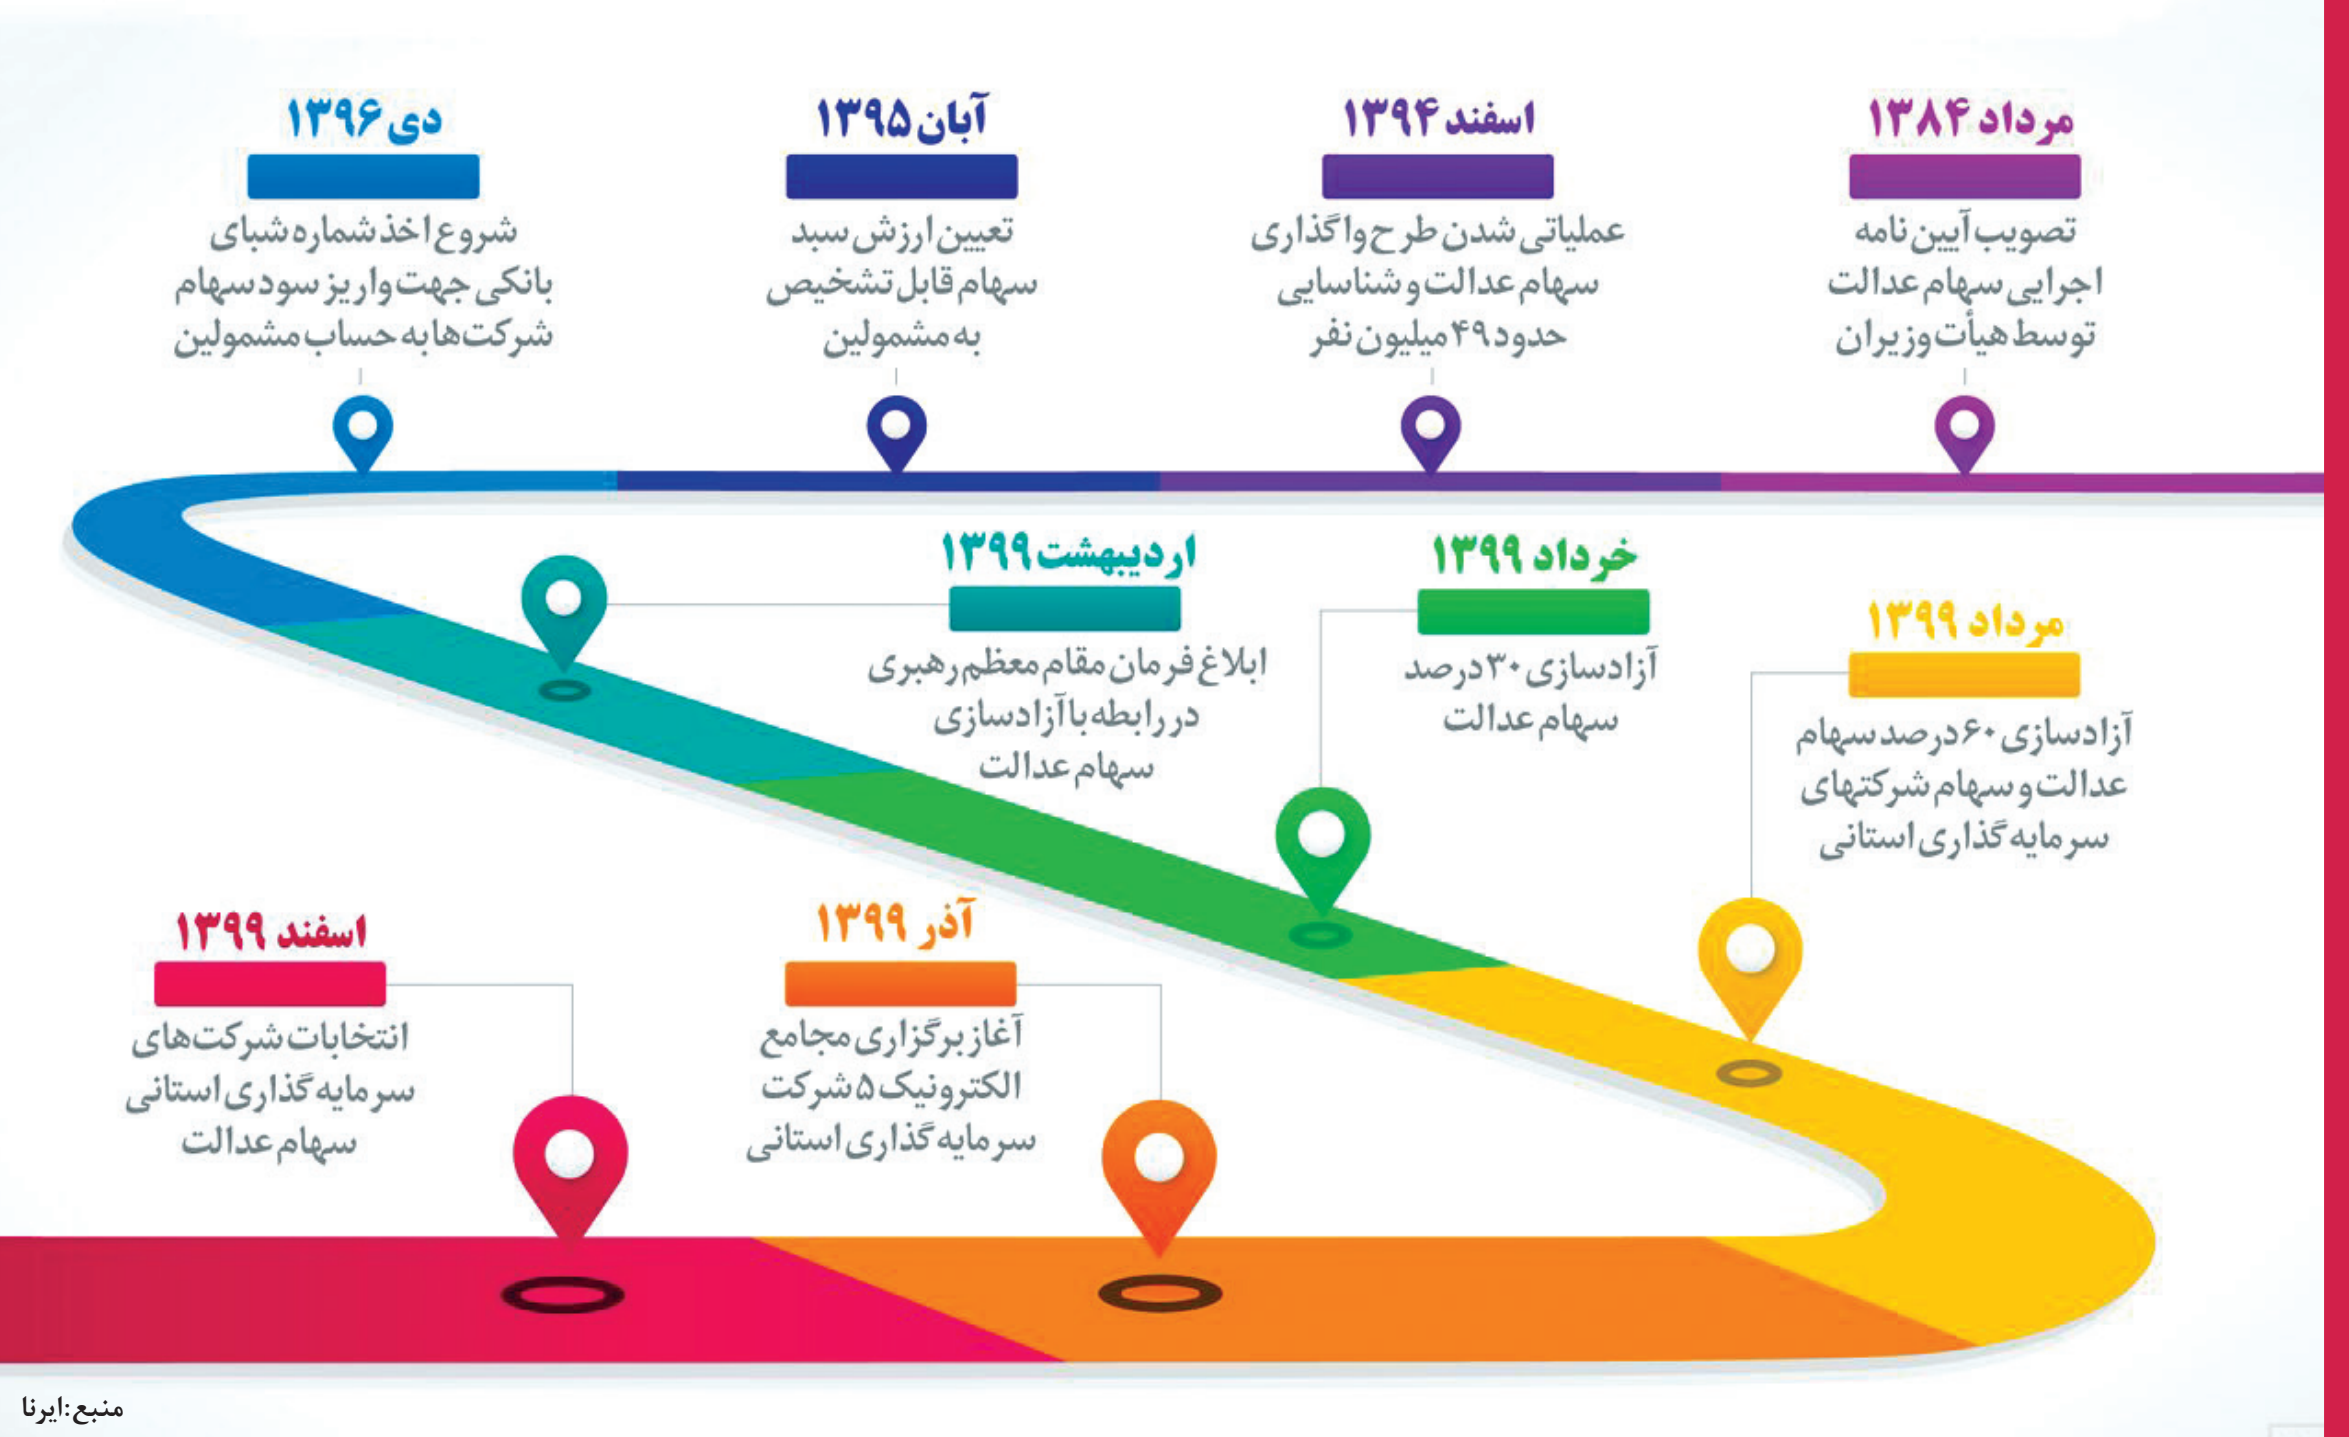 مرداد ۱۳۸۴
تصویب آیین نامه
اجرایی سهام عدالت
توسط هیأت وزیران
اسفند ۱۳۹۴
عملیاتی شدن طرح واگذاری
سهام عدالت و شناسایی
حدود ۴۹ میلیون نفر
آبان ۱۳۹۵
تعیین ارزش سبد
سهام قابل تشخیص
به مشمولین
دی ۱۳۹۶
شروع اخذ شماره شبای
بانکی جهت واریز سود سهام
شرکت‌ها به حساب مشمولین
اردیبهشت ۱۳۹۹
ابلاغ فرمان مقام معظم رهبری
در رابطه با آزادسازی
سهام عدالت
خرداد ۱۳۹۹
آزادسازی ۳۰ درصد
سهام عدالت
مرداد ۱۳۹۹
آزادسازی ۶۰ درصد سهام
عدالت و سهام شرکتهای
سرمایه گذاری استانی
آذر ۱۳۹۹
آغاز برگزاری مجامع
الکترونیک ۵ شرکت
سرمایه گذاری استانی
اسفند ۱۳۹۹
انتخابات شرکت‌های
سرمایه گذاری استانی
سهام عدالت
منبع: ایرنا